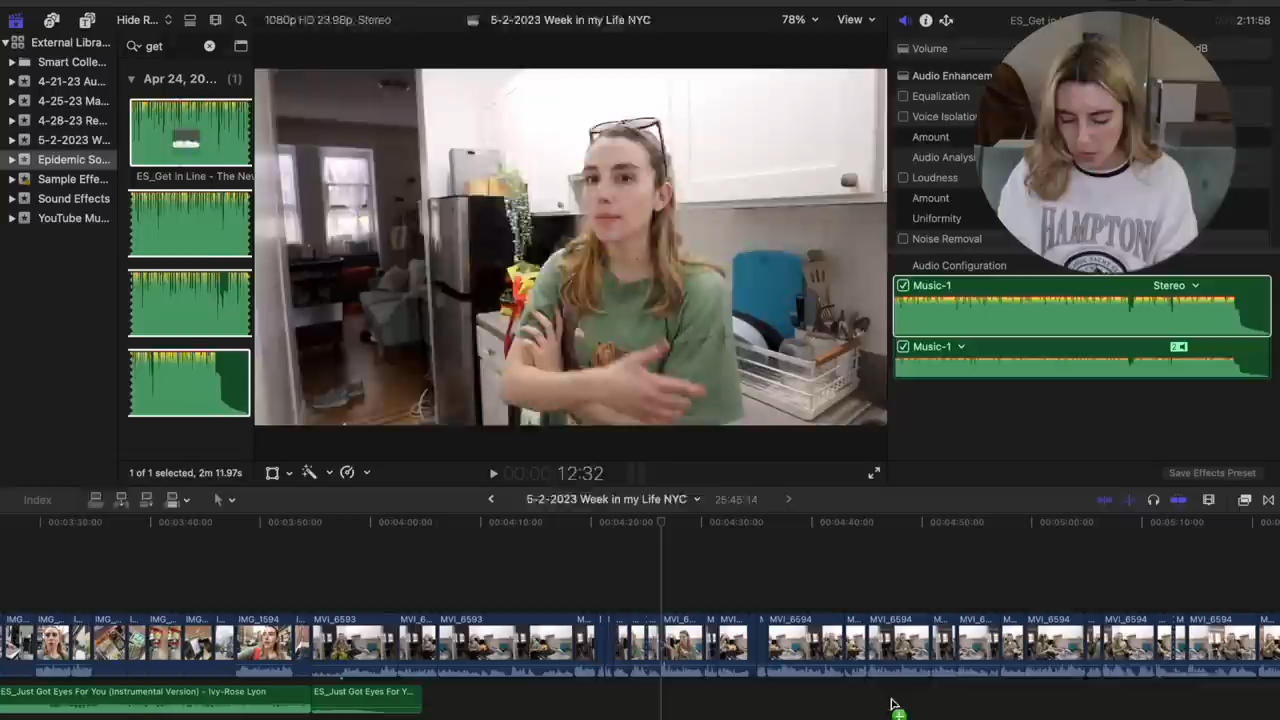 Hide R...
1080p HD 23.98p, Stereo
5-2-2023 Week in my Life NYC
78%
View
ES_Get in
2:11:58
External Libra...
Smart Colle...
4-21-23 Au...
4-25-23 Ma...
4-28-23 Re...
5-2-2023 W...
Epidemic So...
Sample Effe...
Sound Effects
YouTube Mu...
get
Apr 24, 20... (1)
ES_Get in Line - The New
1 of 1 selected, 2m 11.97s
Volume
dB
Audio Enhancem
Equalization
Voice Isolatio
Amount
Audio Analysi
Loudness
Amount
Uniformity
Noise Removal
Audio Configuration
HAMPTONS
Music-1
Stereo
Music-1
00:00
12:32
Save Effects Preset
Index
5-2-2023 Week in my Life NYC
25:45:14
00:03:30:00
00:03:40:00
00:03:50:00
00:04:00:00
00:04:10:00
00:04:20:00
00:04:30:00
00:04:40:00
00:04:50:00
00:05:00:00
00:05:10:00
IMG...
IMG_...
I...
IMG...
I...
IMG...
IMG...
I...
IMG_1594
I...
MVI_6593
MVI_6...
MVI_6593
M...
MVI_6...
M...
MVI...
MVI_6594
M...
MVI_6594
M...
MVI_6...
M...
MVI_6594
MVI_6594
M...
M
MVI_6594
M...
ES_Just Got Eyes For You (Instrumental Version) - Ivy-Rose Lyon
ES_Just Got Eyes For Y...